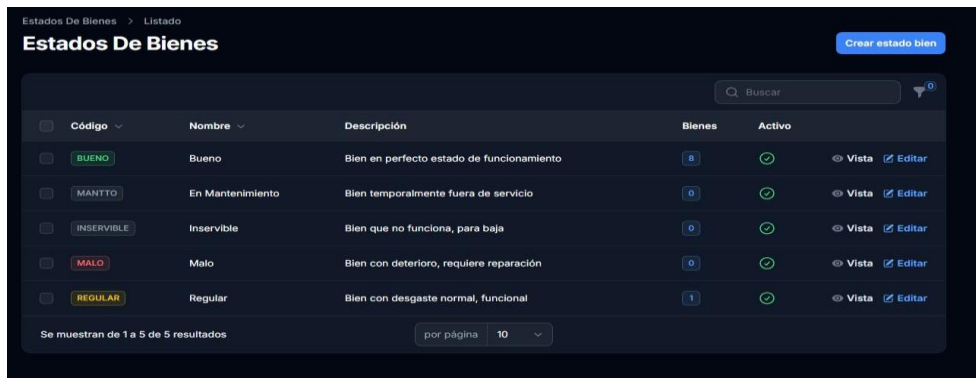 Estados De Bienes > Listado
Estados De Bienes
Crear estado bien
Buscar
0
Código Nombre Descripción Bienes Activo
BUENO Bueno Bien en perfecto estado de funcionamiento 8 Vista Editar
MANTTO En Mantenimiento Bien temporalmente fuera de servicio 0 Vista Editar
INSERVIBLE Inservible Bien que no funciona, para baja 0 Vista Editar
MALO Malo Bien con deterioro, requiere reparación 0 Vista Editar
REGULAR Regular Bien con desgaste normal, funcional 1 Vista Editar
Se muestran de 1 a 5 de 5 resultados por página 10